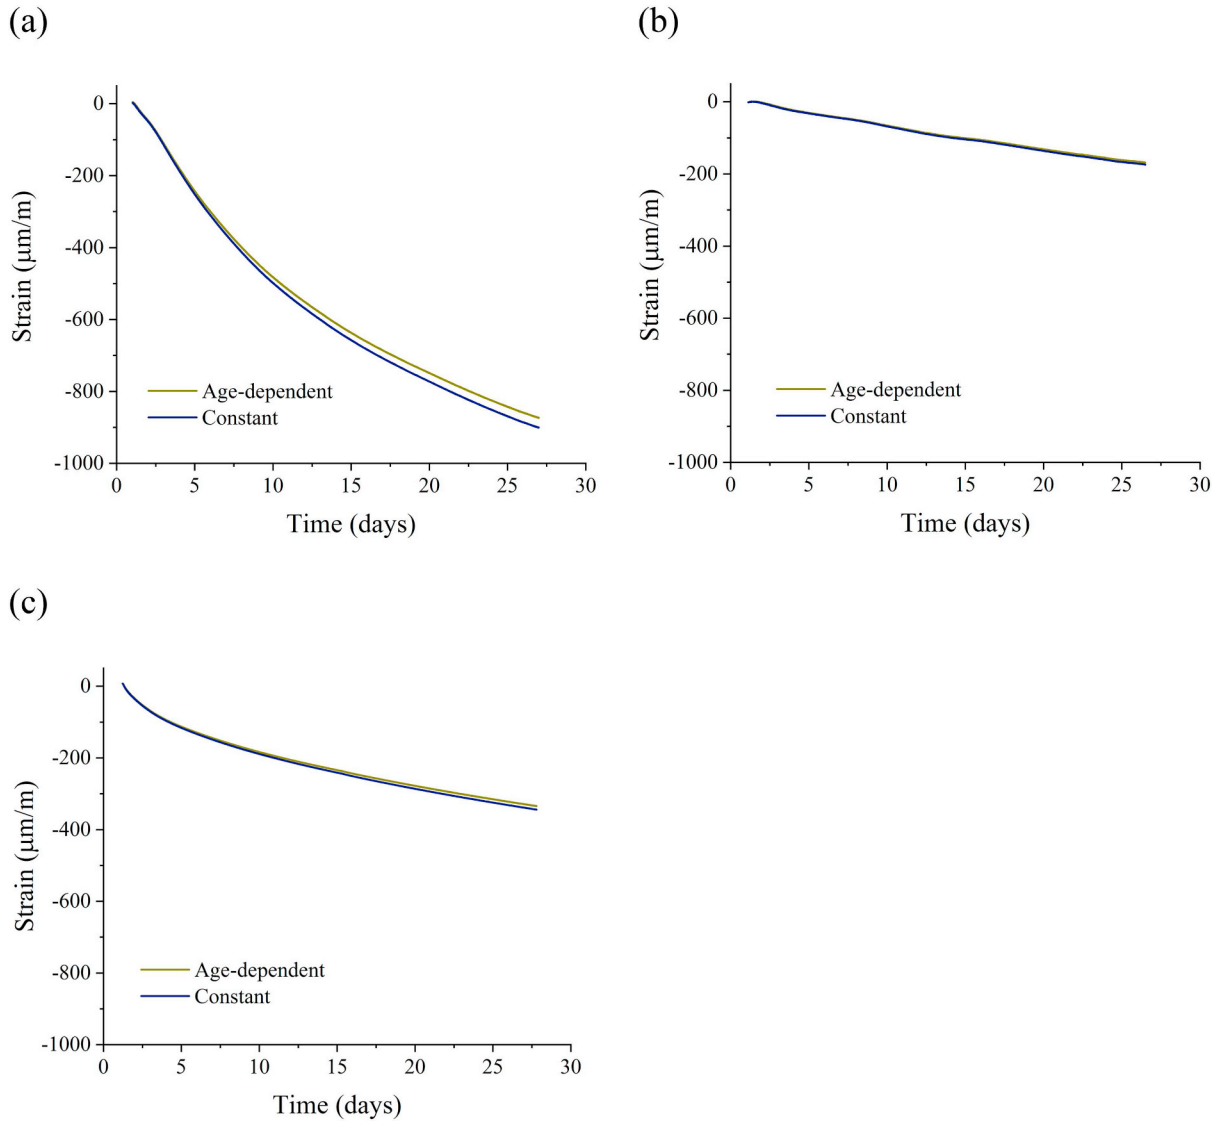 (a)
0
-200
-400
-600
-800
-1000
Strain (μm/m)
Age-dependent
Constant
0 5 10 15 20 25 30
Time (days)
(b)
0
-200
-400
-600
-800
-1000
Strain (μm/m)
Age-dependent
Constant
0 5 10 15 20 25 30
Time (days)
(c)
0
-200
-400
-600
-800
-1000
Strain (μm/m)
Age-dependent
Constant
0 5 10 15 20 25 30
Time (days)